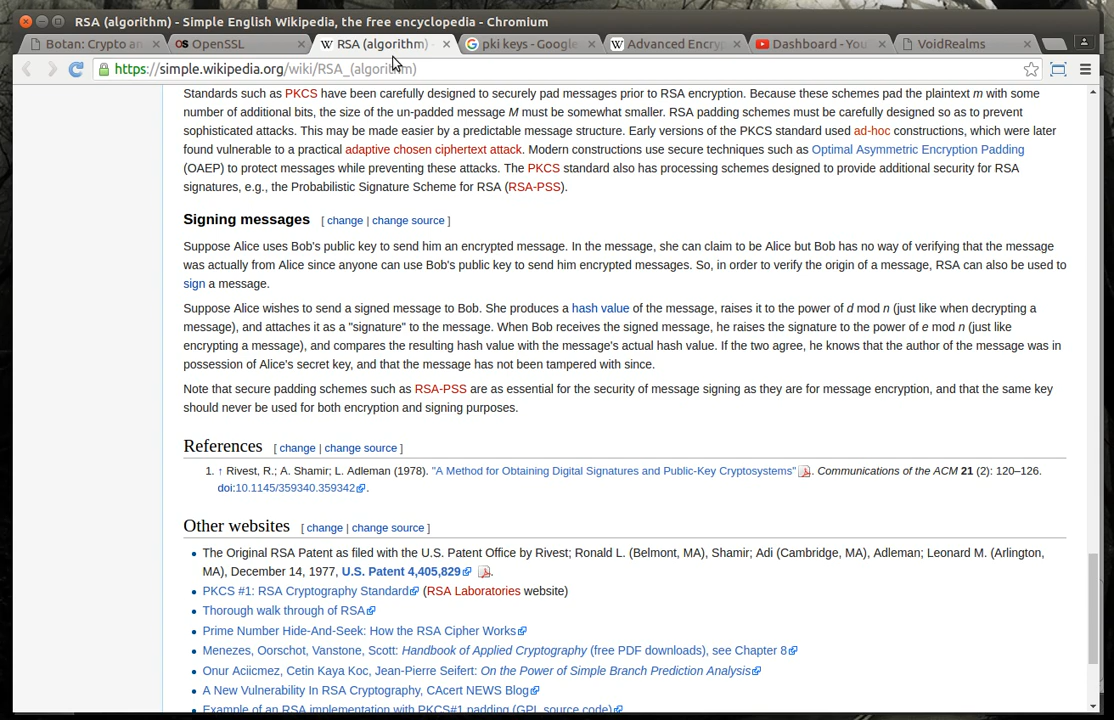 RSA (algorithm) - Simple English Wikipedia, the free encyclopedia - Chromium
Botan: Crypto an
OpenSSL
RSA (algorithm) -
pki keys - Google
Advanced Encryp
Dashboard - You
VoidRealms
https://simple.wikipedia.org/wiki/RSA_(algorithm)
Standards such as PKCS have been carefully designed to securely pad messages prior to RSA encryption. Because these schemes pad the plaintext m with some
number of additional bits, the size of the un-padded message M must be somewhat smaller. RSA padding schemes must be carefully designed so as to prevent
sophisticated attacks. This may be made easier by a predictable message structure. Early versions of the PKCS standard used ad-hoc constructions, which were later
found vulnerable to a practical adaptive chosen ciphertext attack. Modern constructions use secure techniques such as Optimal Asymmetric Encryption Padding
(OAEP) to protect messages while preventing these attacks. The PKCS standard also has processing schemes designed to provide additional security for RSA
signatures, e.g., the Probabilistic Signature Scheme for RSA (RSA-PSS).
Signing messages [ change | change source ]
Suppose Alice uses Bob's public key to send him an encrypted message. In the message, she can claim to be Alice but Bob has no way of verifying that the message
was actually from Alice since anyone can use Bob's public key to send him encrypted messages. So, in order to verify the origin of a message, RSA can also be used to
sign a message.
Suppose Alice wishes to send a signed message to Bob. She produces a hash value of the message, raises it to the power of d mod n (just like when decrypting a
message), and attaches it as a "signature" to the message. When Bob receives the signed message, he raises the signature to the power of e mod n (just like
encrypting a message), and compares the resulting hash value with the message's actual hash value. If the two agree, he knows that the author of the message was in
possession of Alice's secret key, and that the message has not been tampered with since.
Note that secure padding schemes such as RSA-PSS are as essential for the security of message signing as they are for message encryption, and that the same key
should never be used for both encryption and signing purposes.
References [ change | change source ]
1. ↑ Rivest, R.; A. Shamir; L. Adleman (1978). "A Method for Obtaining Digital Signatures and Public-Key Cryptosystems". Communications of the ACM 21 (2): 120–126.
doi:10.1145/359340.359342.
Other websites [ change | change source ]
The Original RSA Patent as filed with the U.S. Patent Office by Rivest; Ronald L. (Belmont, MA), Shamir; Adi (Cambridge, MA), Adleman; Leonard M. (Arlington,
MA), December 14, 1977, U.S. Patent 4,405,829.
PKCS #1: RSA Cryptography Standard (RSA Laboratories website)
Thorough walk through of RSA
Prime Number Hide-And-Seek: How the RSA Cipher Works
Menezes, Oorschot, Vanstone, Scott: Handbook of Applied Cryptography (free PDF downloads), see Chapter 8
Onur Aciicmez, Cetin Kaya Koc, Jean-Pierre Seifert: On the Power of Simple Branch Prediction Analysis
A New Vulnerability In RSA Cryptography, CAcert NEWS Blog
Example of an RSA implementation with PKCS#1 padding (GPL source code)